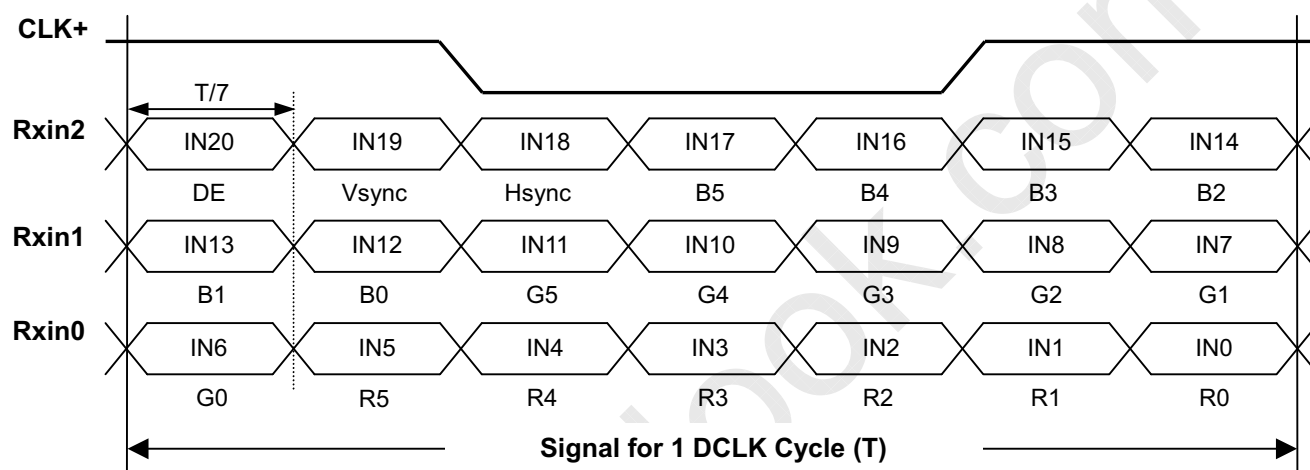 CLK+
T/7
Rxin2 IN20 IN19 IN18 IN17 IN16 IN15 IN14
DE Vsync Hsync B5 B4 B3 B2
Rxin1 IN13 IN12 IN11 IN10 IN9 IN8 IN7
B1 B0 G5 G4 G3 G2 G1
Rxin0 IN6 IN5 IN4 IN3 IN2 IN1 IN0
G0 R5 R4 R3 R2 R1 R0
Signal for 1 DCLK Cycle (T)